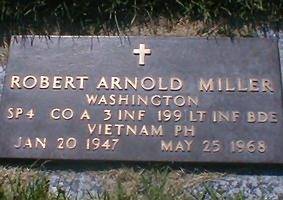 ROBERT ARNOLD MILLER
WASHINGTON
SP4 CO A 3 INF 199 LT INF BDE
VIETNAM PH
JAN 20 1947 MAY 25 1968